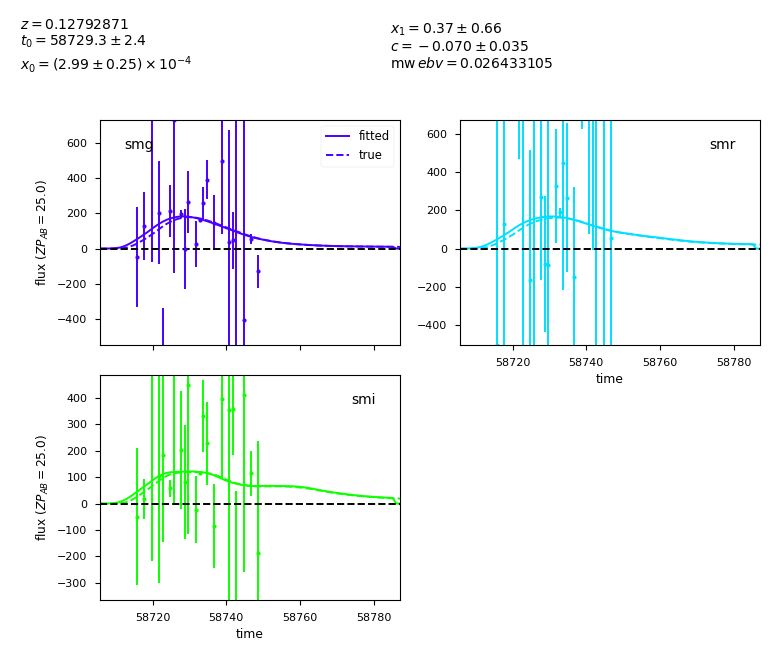 z = 0.12792871
t₀ = 58729.3 ± 2.4
x₀ = (2.99 ± 0.25) × 10⁻⁴
x₁ = 0.37 ± 0.66
c = −0.070 ± 0.035
mw ebv = 0.026433105
smg
fitted
true
600
400
200
0
−200
−400
flux (ZP_AB = 25.0)
smr
600
400
200
0
−200
−400
58720 58740 58760 58780
time
smi
400
300
200
100
0
−100
−200
−300
flux (ZP_AB = 25.0)
58720 58740 58760 58780
time